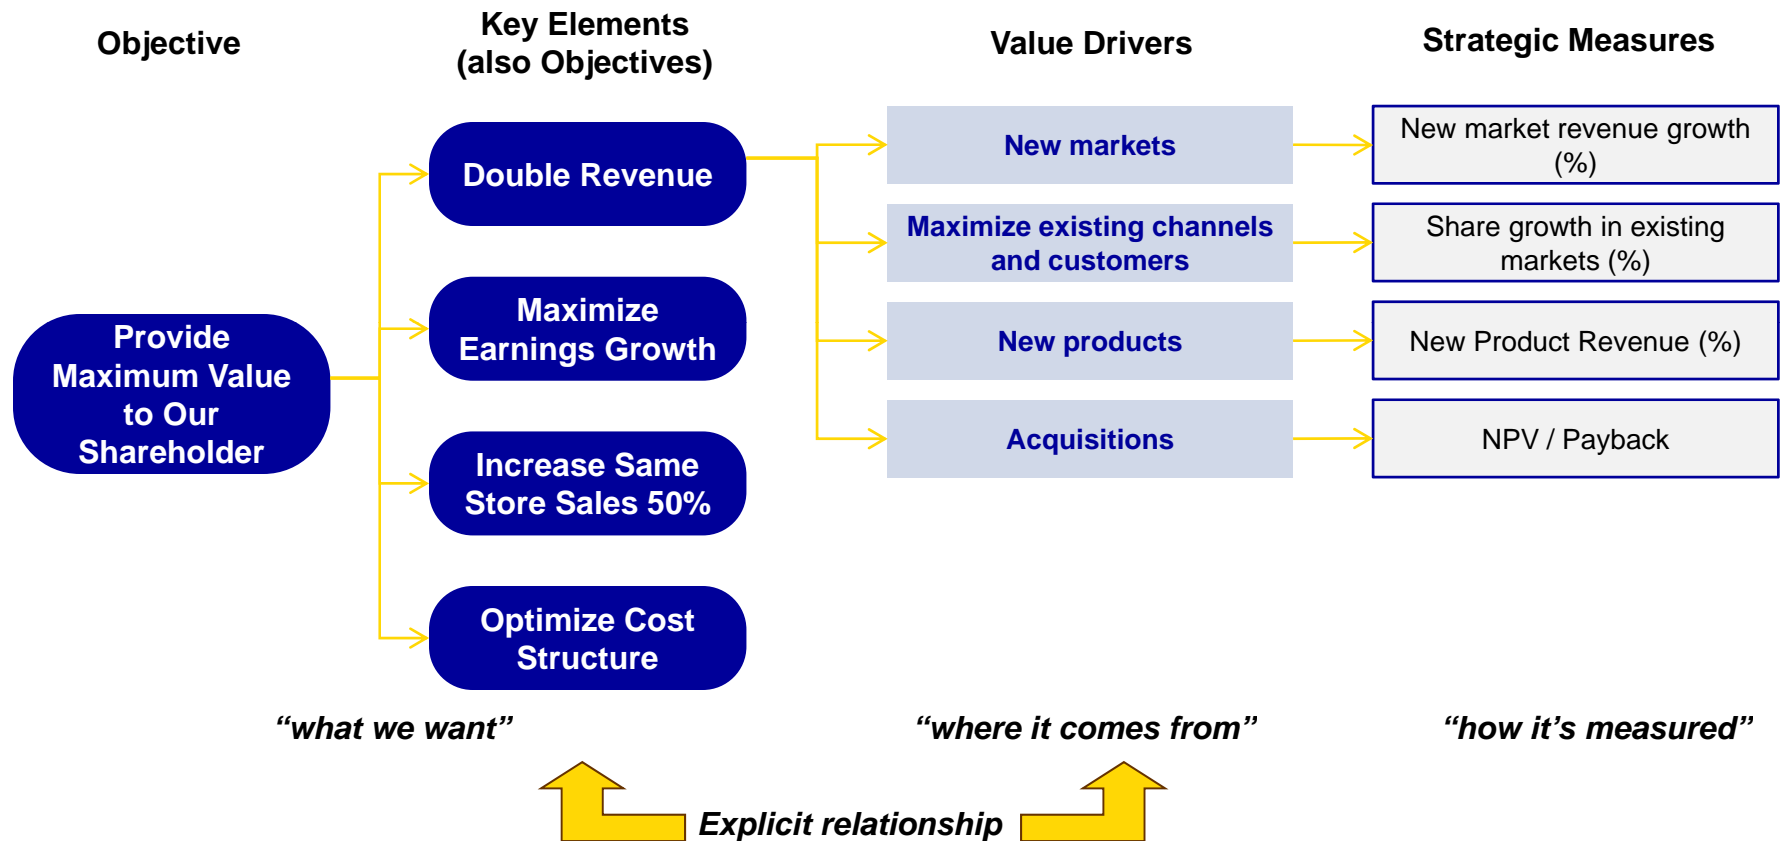 Objective
Key Elements
(also Objectives)
Value Drivers
Strategic Measures
Provide
Maximum Value
to Our
Shareholder
Double Revenue
Maximize
Earnings Growth
Increase Same
Store Sales 50%
Optimize Cost
Structure
New markets
Maximize existing channels
and customers
New products
Acquisitions
New market revenue growth
(%)
Share growth in existing
markets (%)
New Product Revenue (%)
NPV / Payback
“what we want”
“where it comes from”
“how it’s measured”
Explicit relationship